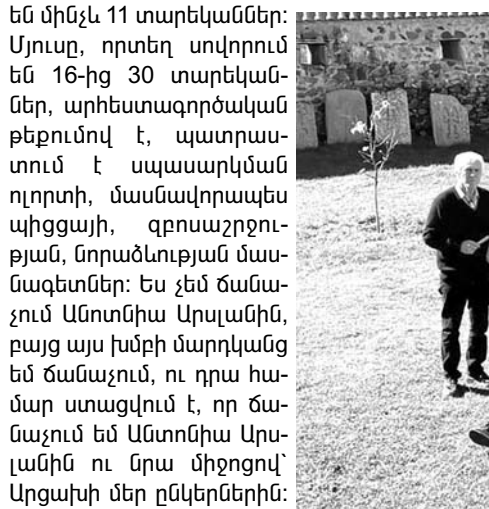 են մինչև 11 տարեկաններ:
Մյուսը, որտեղ սովորում
են 16-ից 30 տարեկան-
ներ, արհեստագործական
թեքումով է, պատրաս-
տում է սպասարկման
ոլորտի, մասնավորապես
պիցցայի, զբոսաշրջու-
թյան, նորաձևության մաս-
նագետներ: Ես չեմ ճանա-
չում Անոտնիա Արսլանին,
բայց այս խմբի մարդկանց
եմ ճանաչում, ու դրա հա-
մար ստացվում է, որ ճա-
նաչում եմ Անտոնիա Արս-
լանին ու նրա միջոցով՝
Արցախի մեր ընկերներին: